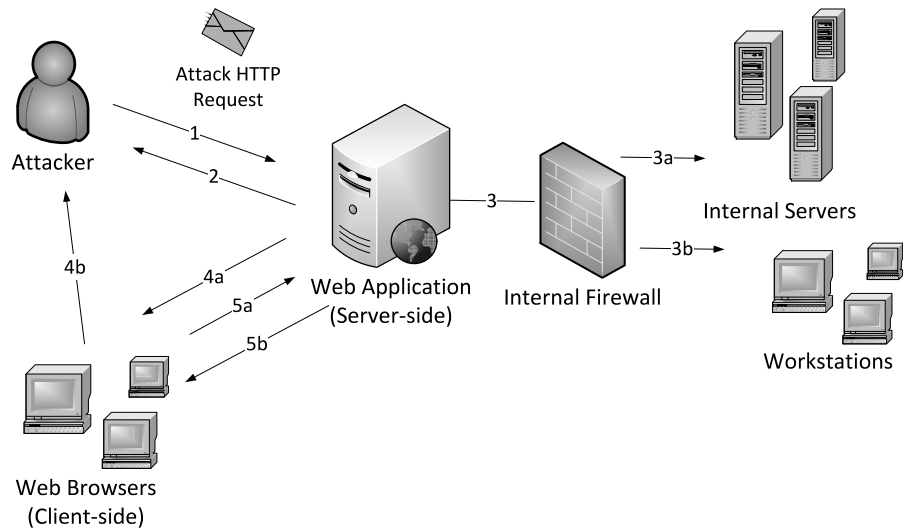 Attack HTTP
Request
Attacker
1
2
3
3a
3b
Internal Servers
Web Application
(Server-side)
Internal Firewall
Workstations
4a
4b
5a
5b
Web Browsers
(Client-side)